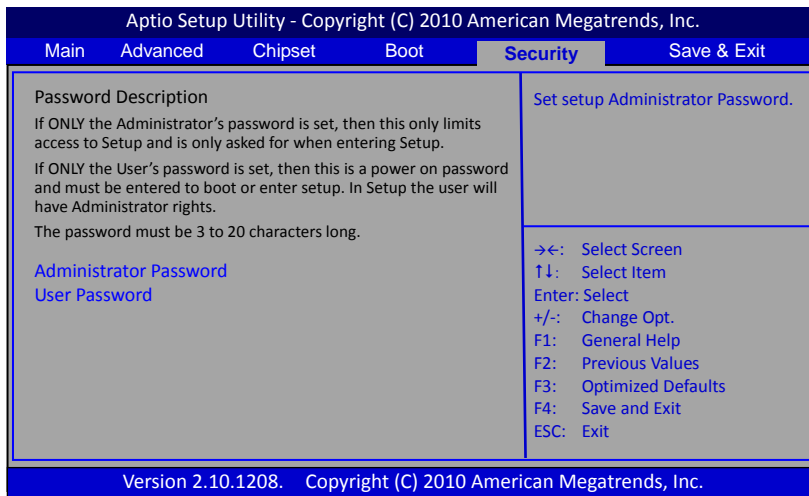 Aptio Setup Utility - Copyright (C) 2010 American Megatrends, Inc.
Main Advanced Chipset Boot Security Save & Exit
Password Description
If ONLY the Administrator's password is set, then this only limits
access to Setup and is only asked for when entering Setup.
If ONLY the User's password is set, then this is a power on password
and must be entered to boot or enter setup. In Setup the user will
have Administrator rights.
The password must be 3 to 20 characters long.
Administrator Password
User Password
Set setup Administrator Password.
→←: Select Screen
↑↓: Select Item
Enter: Select
+/-: Change Opt.
F1: General Help
F2: Previous Values
F3: Optimized Defaults
F4: Save and Exit
ESC: Exit
Version 2.10.1208. Copyright (C) 2010 American Megatrends, Inc.